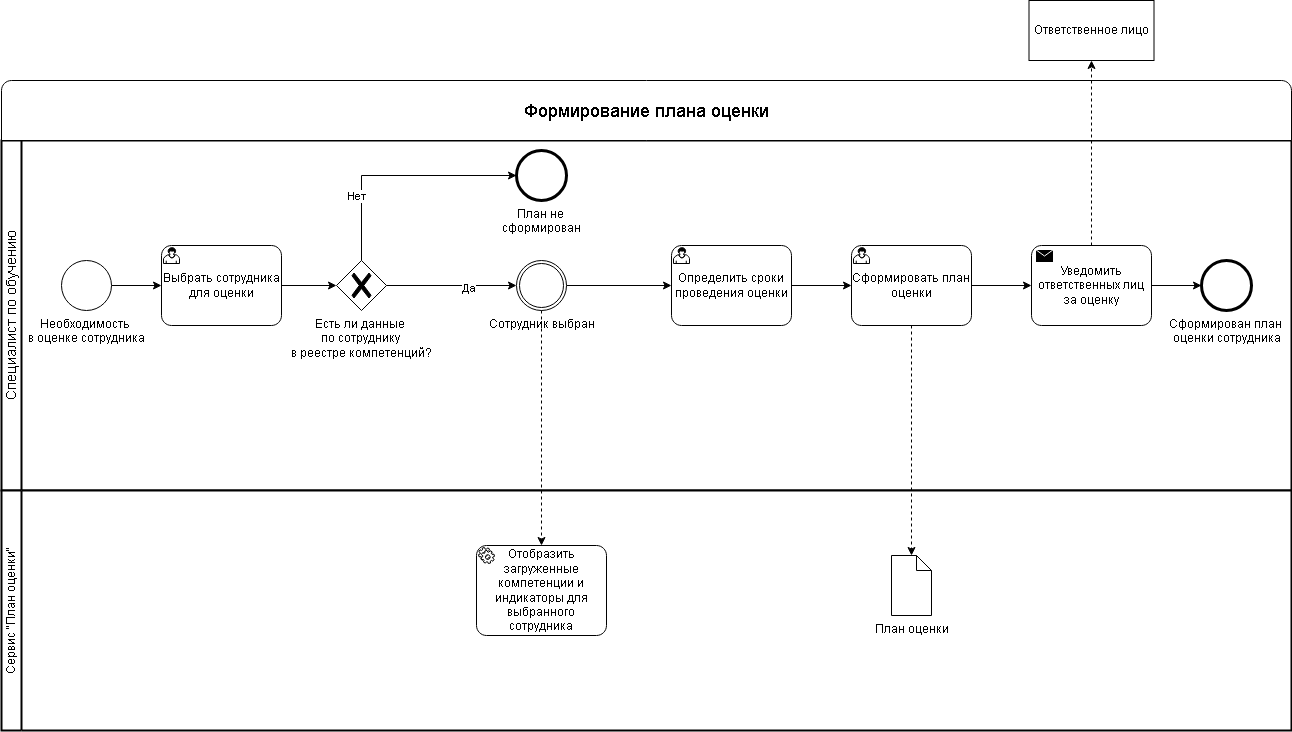 Ответственное лицо
Формирование плана оценки
Специалист по обучению
Нет
План не
сформирован
Выбрать сотрудника
для оценки
Определить сроки
проведения оценки
Сформировать план
оценки
Уведомить
ответственных лиц
за оценку
Да
Необходимость
в оценке сотрудника
Есть ли данные
по сотруднику
в реестре компетенций?
Сотрудник выбран
Сформирован план
оценки сотрудника
Сервис "План оценки"
Отобразить
загруженные
компетенции и
индикаторы для
выбранного
сотрудника
План оценки